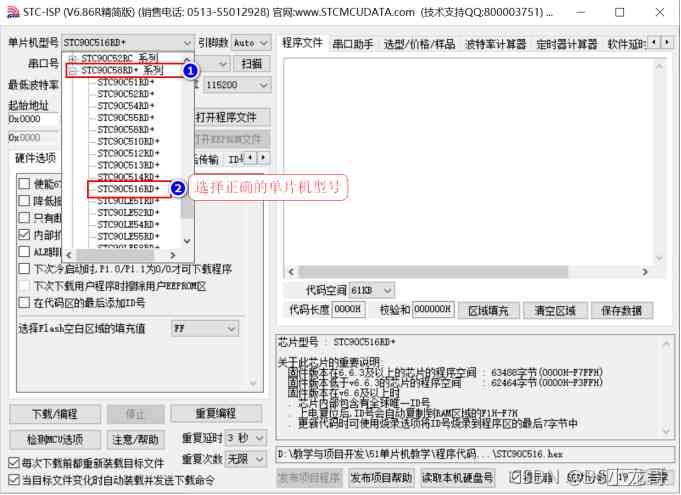 STC-ISP (V6.86R精简版) (销售电话: 0513-55012928) 官网:www.STCMCUDATA.com (技术支持QQ:800003751) ...
单片机型号 STC90C516RD+ 引脚数 Auto
程序文件 串口助手 选型/价格/样品 波特率计算器 定时器计算器 软件延时
串口号 扫描
STC90C52RC 系列
STC90C58RD+ 系列 1
最低波特率 115200
STC90C51RD+
STC90C52RD+
STC90C54RD+
STC90C55RD+
STC90C58RD+
STC90C510RD+
STC90C512RD+
STC90C513RD+
STC90C514RD+
STC90C516RD+ 2 选择正确的单片机型号
STC90LE51RD+
STC90LE52RD+
STC90LE54RD+
STC90LE55RD+
STC90LE58RD+
起始地址
0x0000 打开程序文件
0x0000 打开EEPROM文件
硬件选项 ID号
使能6
降低振
只有
内部扩
ALE脚
下次冷启动时,P1.0/P1.1为0/0才可下载程序
下次下载用户程序时擦除用户EEPROM区
在代码区的最后添加ID号
选择Flash空白区域的填充值 FF
代码空间 61KB
代码长度 0000H 校验和 000000H 区域填充 清空区域 保存数据
芯片型号 : STC90C516RD+
关于此芯片的重要说明:
固件版本在6.6.3及以上的芯片的程序空间 : 63488字节(0000H-F7FFH)
固件版本低于v6.6.3的芯片的程序空间 : 62464字节(0000H-F3FFH)
固件版本在v6.6及以上时
. 芯片内部包含有全球唯一ID号
. 上电复位后,ID号会自动复制到RAM区域的F1H-F7H
. 更新代码时可使用烧录选项将ID号烧录到程序区的最后7字节中
下载/编程 停止 重复编程
检测MCU选项 注意/帮助 重复延时 3 秒
重复次数 无限
每次下载前都重新装载目标文件
当目标文件变化时自动装载并发送下载命令
D:\教学与项目开发\51单片机教学\程序代码...\STC90C516.hex
发布项目程序 发布项目帮助 读取本机硬盘号
CSDN @DS小龙哥